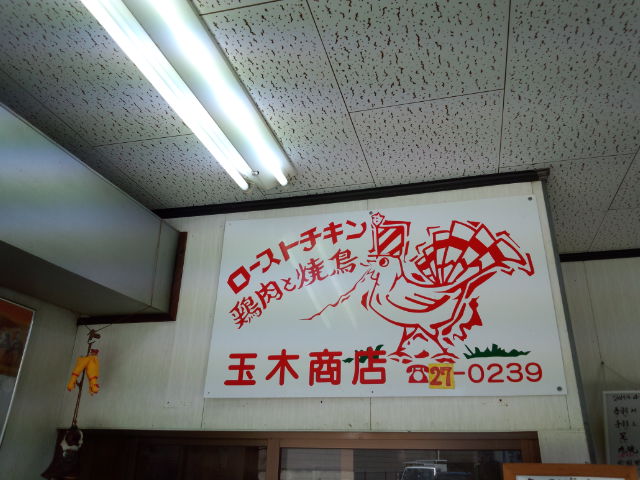 ローストチキン
鶏肉と焼鳥
玉木商店 ☎27-0239